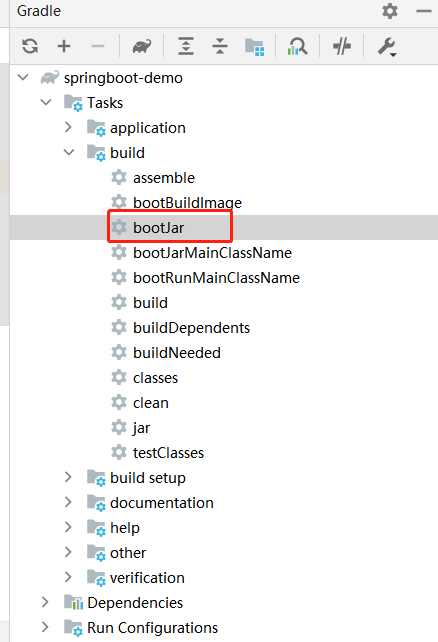 Gradle
springboot-demo
Tasks
application
build
assemble
bootBuildImage
bootJar
bootJarMainClassName
bootRunMainClassName
build
buildDependents
buildNeeded
classes
clean
jar
testClasses
build setup
documentation
help
other
verification
Dependencies
Run Configurations